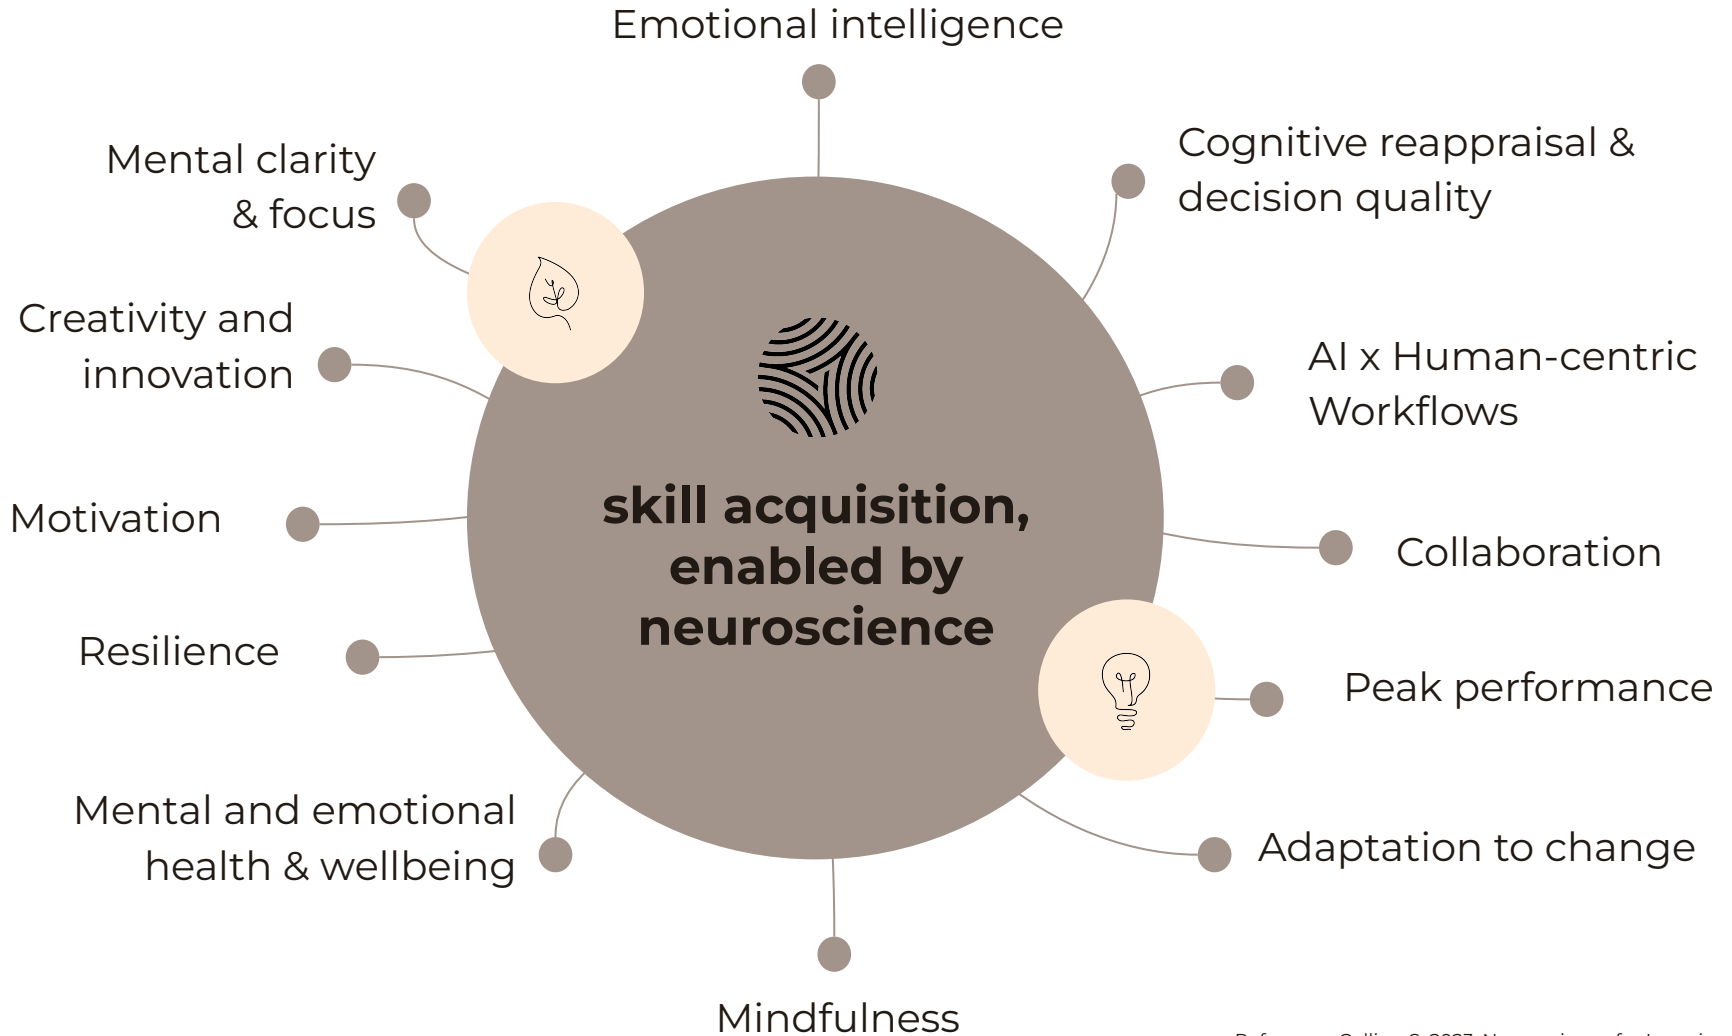 Emotional intelligence
Cognitive reappraisal &
decision quality
Mental clarity
& focus
Creativity and
innovation
AI x Human-centric
Workflows
skill acquisition,
enabled by
neuroscience
Motivation
Collaboration
Resilience
Peak performance
Mental and emotional
health & wellbeing
Adaptation to change
Mindfulness